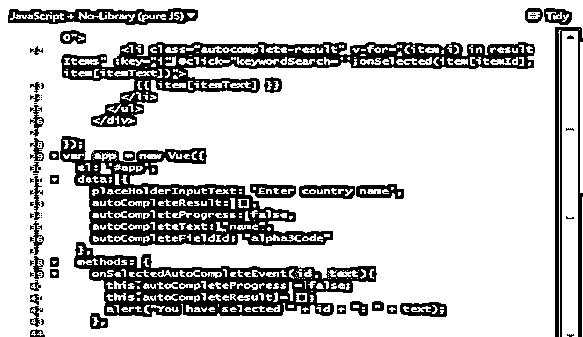 JavaScript + No-Library (pure JS) ▼ Tidy
0">
<li class="autocomplete-result" v-for="(item,i) in result
Items" :key="i" @click="keywordSearch='';onSelected(item[itemId],
item[itemText])">
{{ item[itemText] }}
</li>
</ul>
</div>
});
var app = new Vue({
el: '#app',
data: {
placeHolderInputText: 'Enter country name',
autoCompleteResult: [],
autoCompleteProgress: false,
autoCompleteText: "name",
autoCompleteFieldId: "alpha3Code"
},
methods: {
onSelectedAutoCompleteEvent(id, text){
this.autoCompleteProgress = false;
this.autoCompleteResult = [];
alert("You have selected " + id + ": " + text);
},